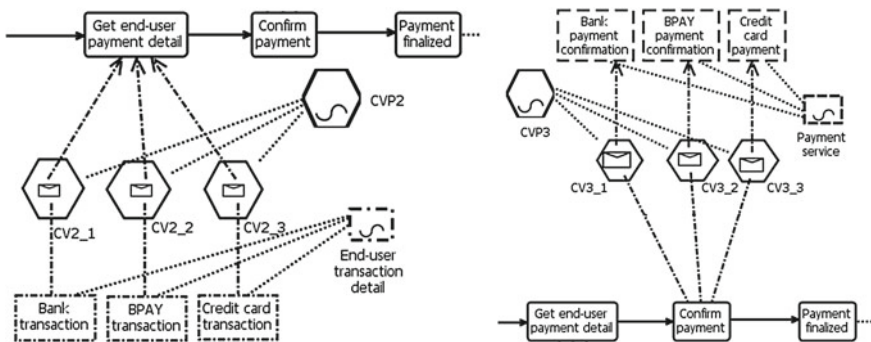 Get end-user
payment detail
Confirm
payment
Payment
finalized
CVP2
CV2_1
CV2_2
CV2_3
End-user
transaction
detail
Bank
transaction
BPAY
transaction
Credit card
transaction
Bank
payment
confirmation
BPAY
payment
confirmation
Credit
card
payment
CVP3
Payment
service
CV3_1
CV3_2
CV3_3
Get end-user
payment detail
Confirm
payment
Payment
finalized